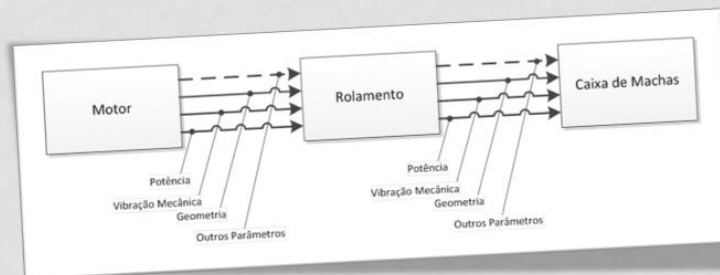 Motor
Rolamento
Caixa de Machas
Potência
Vibração Mecânica
Geometria
Outros Parâmetros
Potência
Vibração Mecânica
Geometria
Outros Parâmetros